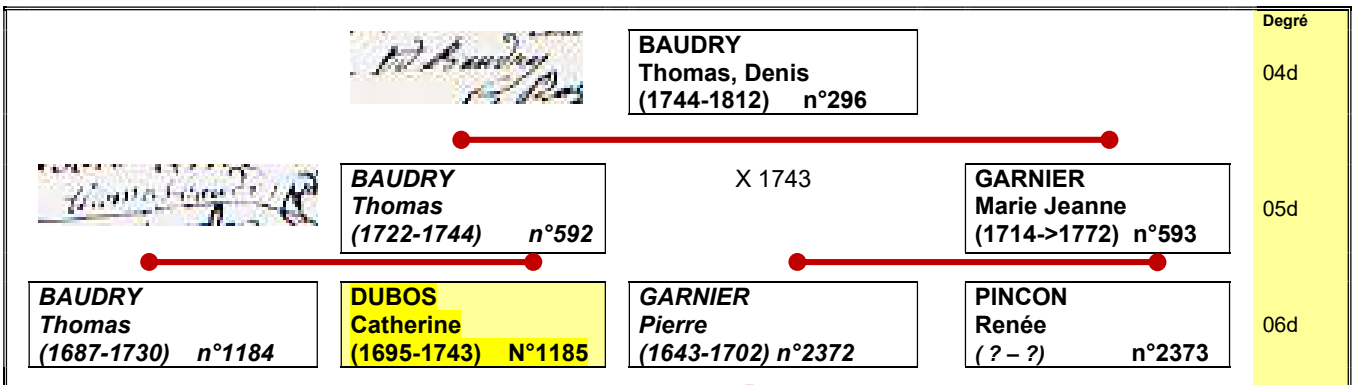 Degré
BAUDRY
Thomas, Denis
(1744-1812) n°296
04d
Baudry
BAUDRY
Thomas
(1722-1744) n°592
X 1743
GARNIER
Marie Jeanne
(1714->1772) n°593
05d
BAUDRY
Thomas
(1687-1730) n°1184
DUBOS
Catherine
(1695-1743) N°1185
GARNIER
Pierre
(1643-1702) n°2372
PINCON
Renée
( ? – ?) n°2373
06d